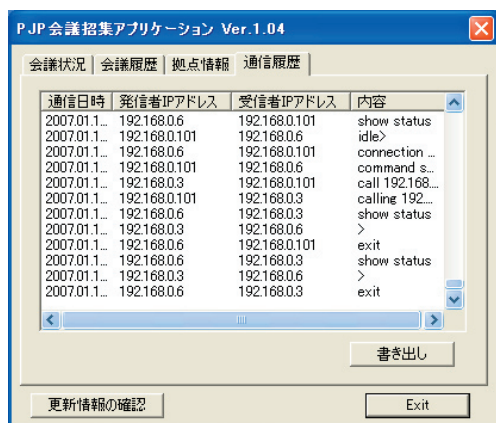 PJP会議招集アプリケーション Ver.1.04
会議状況 会議履歴 拠点情報 通信履歴
通信日時 発信者IPアドレス 受信者IPアドレス 内容
2007.01.1... 192.168.0.6 192.168.0.101 show status
2007.01.1... 192.168.0.101 192.168.0.6 idle>
2007.01.1... 192.168.0.6 192.168.0.101 connection ...
2007.01.1... 192.168.0.101 192.168.0.6 command s...
2007.01.1... 192.168.0.3 192.168.0.101 call 192.168....
2007.01.1... 192.168.0.101 192.168.0.3 calling 192....
2007.01.1... 192.168.0.6 192.168.0.3 show status
2007.01.1... 192.168.0.3 192.168.0.6 >
2007.01.1... 192.168.0.6 192.168.0.101 exit
2007.01.1... 192.168.0.6 192.168.0.3 show status
2007.01.1... 192.168.0.3 192.168.0.6 >
2007.01.1... 192.168.0.6 192.168.0.3 exit
書き出し
更新情報の確認 Exit